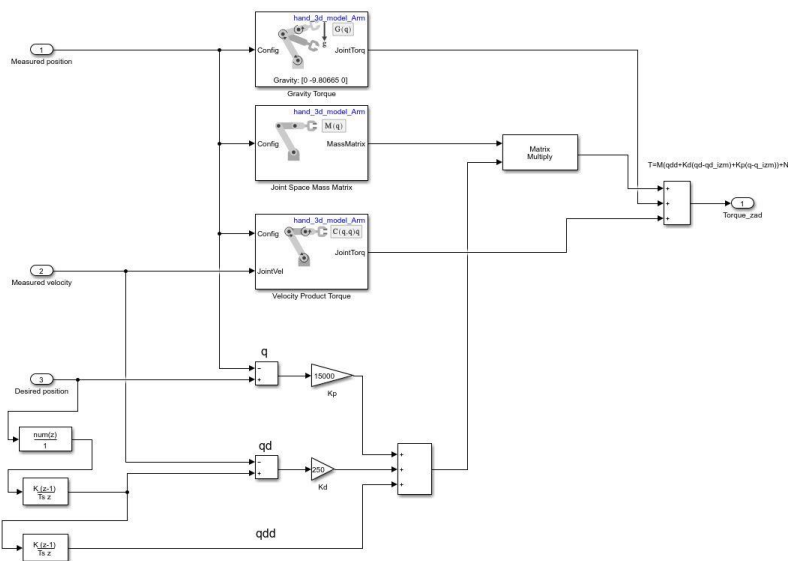 hand_3d_model_Arm
1
Measured position
Config
G(q)
g
JointTorq
Gravity: [0 -9.80665 0]
Gravity Torque
hand_3d_model_Arm
M(q)
Config
MassMatrix
Joint Space Mass Matrix
Matrix
Multiply
T=M(qdd+Kd(qd-qd_izm)+Kp(q-q_izm))+N
1
Torque_zad
hand_3d_model_Arm
Config
C(q,q̇)q̇
JointTorq
2
Measured velocity
JointVel
Velocity Product Torque
q
3
Desired position
15000
Kp
num(z)
1
qd
250
Kd
K (z-1)
Ts z
qdd
K (z-1)
Ts z